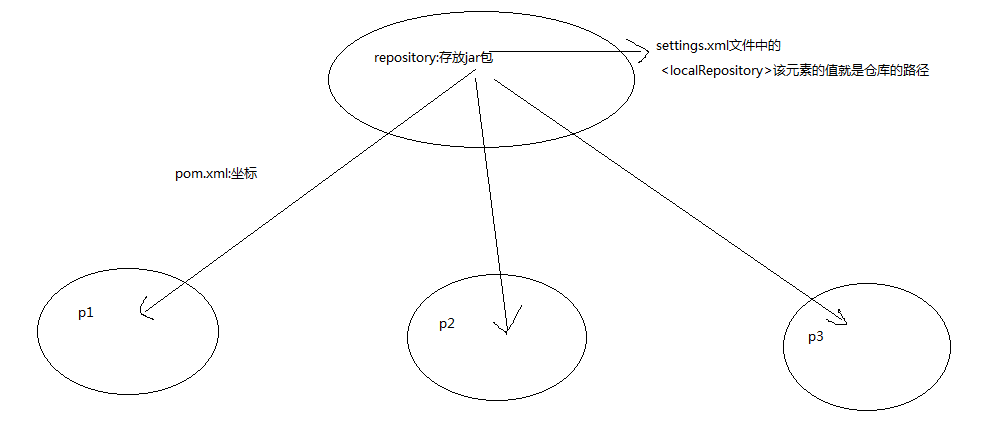 settings.xml文件中的
repository:存放jar包
<localRepository>该元素的值就是仓库的路径
pom.xml:坐标
p1
p2
p3